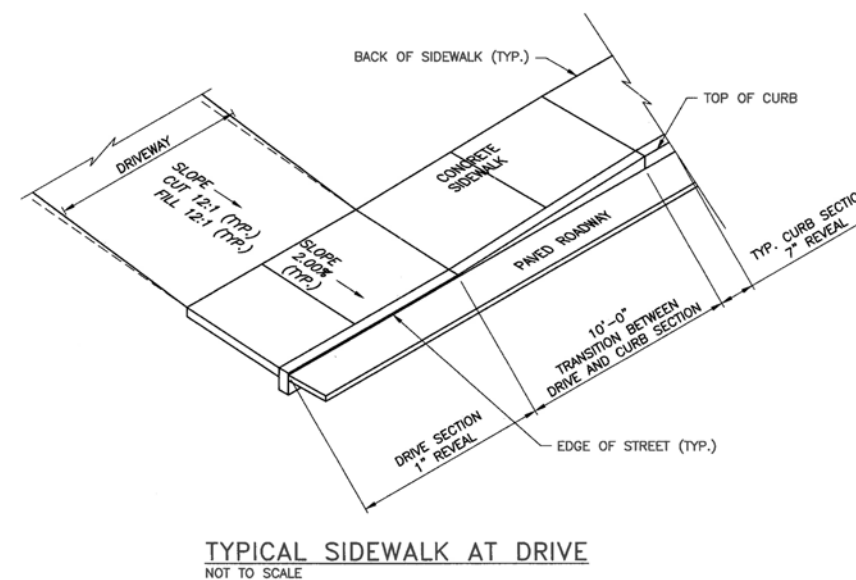 BACK OF SIDEWALK (TYP.)
TOP OF CURB
DRIVEWAY
SLOPE
CUT 12:1 (TYP.)
FILL 12:1 (TYP.)
CONCRETE
SIDEWALK
SLOPE
2.00%
(TYP.)
PAVED ROADWAY
TYP. CURB SECTION
7" REVEAL
10'-0"
TRANSITION BETWEEN
DRIVE AND CURB SECTION
DRIVE SECTION
1" REVEAL
EDGE OF STREET (TYP.)
TYPICAL SIDEWALK AT DRIVE
NOT TO SCALE